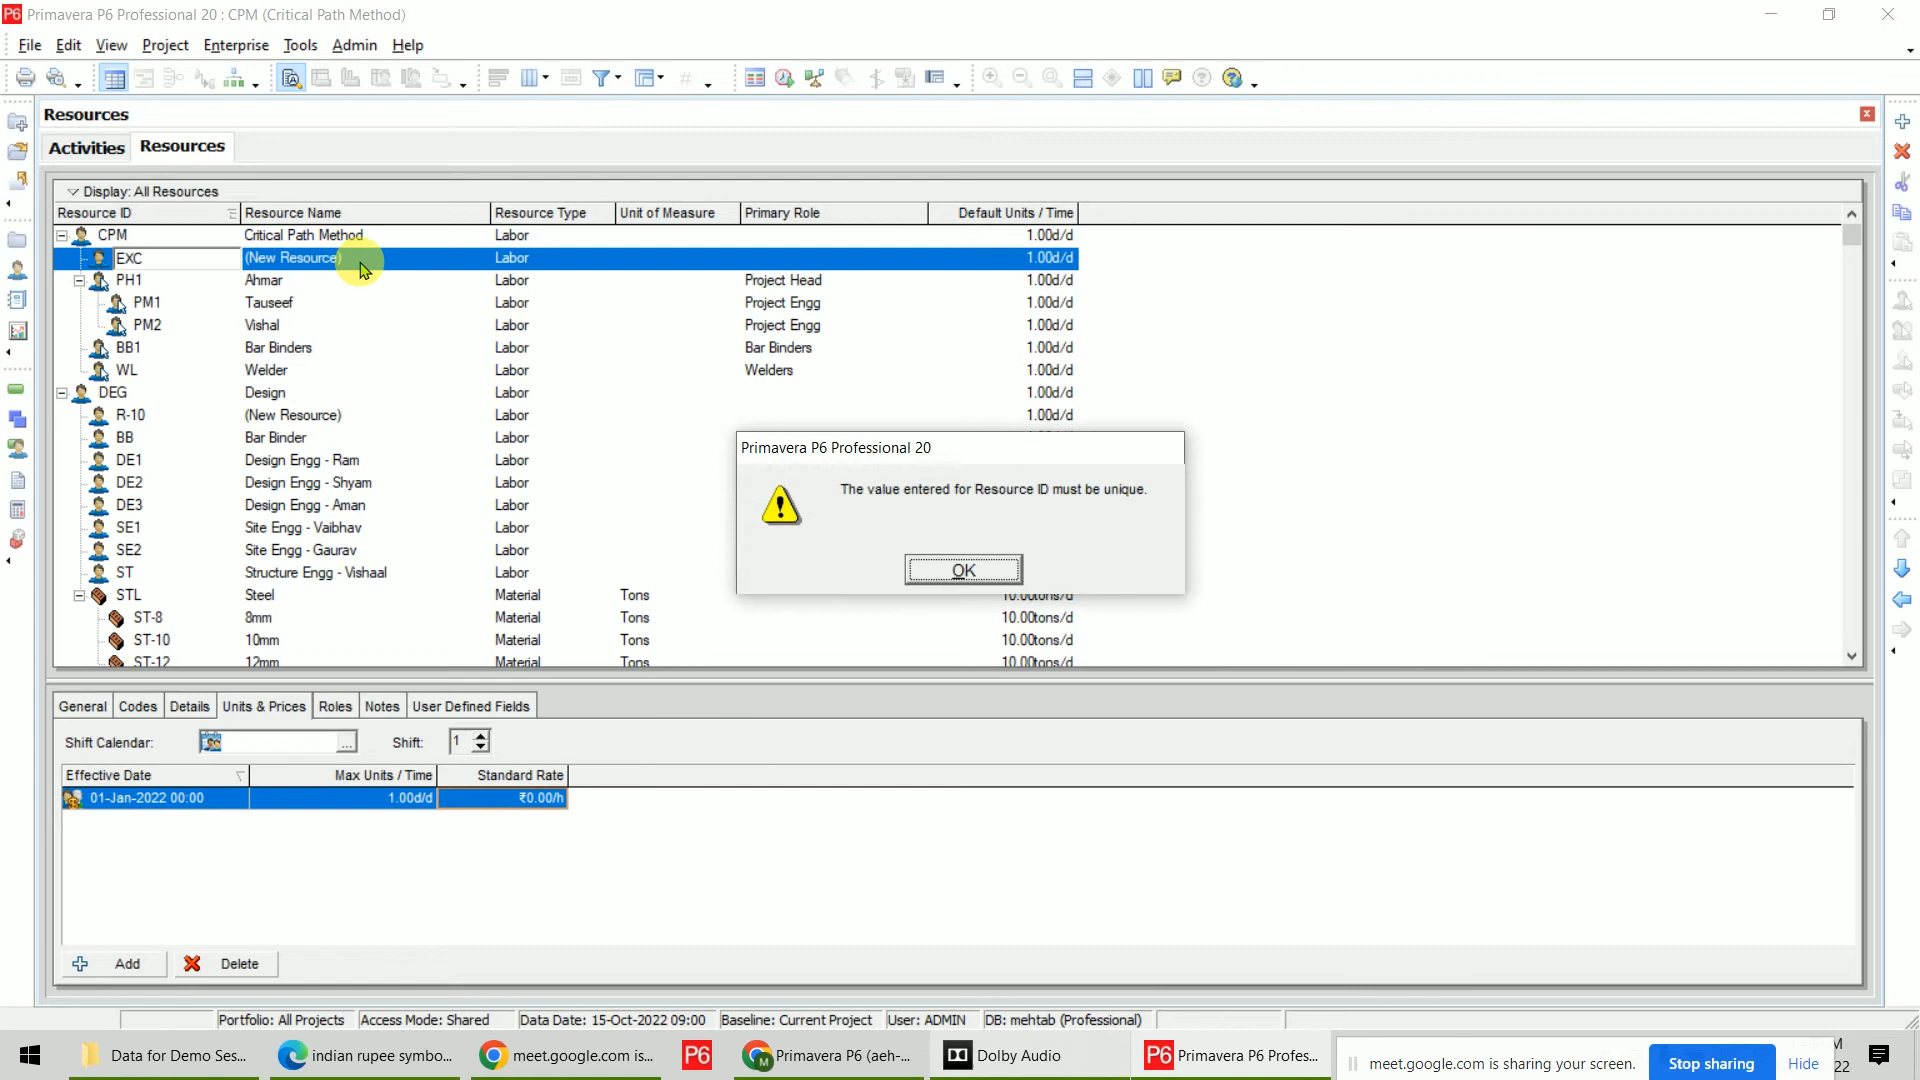 Primavera P6 Professional 20 : CPM (Critical Path Method)
File Edit View Project Enterprise Tools Admin Help
Resources
Activities Resources
Display: All Resources
Resource ID Resource Name Resource Type Unit of Measure Primary Role Default Units / Time
CPM Critical Path Method Labor 1.00d/d
EXC (New Resource) Labor 1.00d/d
PH1 Ahmar Labor Project Head 1.00d/d
PM1 Tauseef Labor Project Engg 1.00d/d
PM2 Vishal Labor Project Engg 1.00d/d
BB1 Bar Binders Labor Bar Binders 1.00d/d
WL Welder Labor Welders 1.00d/d
DEG Design Labor 1.00d/d
R-10 (New Resource) Labor 1.00d/d
BB Bar Binder Labor
DE1 Design Engg - Ram Labor
DE2 Design Engg - Shyam Labor
DE3 Design Engg - Aman Labor
SE1 Site Engg - Vaibhav Labor
SE2 Site Engg - Gaurav Labor
ST Structure Engg - Vishaal Labor
STL Steel Material Tons 10.00tons/d
ST-8 8mm Material Tons 10.00tons/d
ST-10 10mm Material Tons 10.00tons/d
ST-12 12mm Material Tons 10.00tons/d
Primavera P6 Professional 20
The value entered for Resource ID must be unique.
OK
General Codes Details Units & Prices Roles Notes User Defined Fields
Shift Calendar: ... Shift: 1
Effective Date Max Units / Time Standard Rate
01-Jan-2022 00:00 1.00d/d ₹0.00/h
Add Delete
Portfolio: All Projects Access Mode: Shared Data Date: 15-Oct-2022 09:00 Baseline: Current Project User: ADMIN DB: mehtab (Professional)
Data for Demo Ses... indian rupee symbo... meet.google.com is... P6 Primavera P6 (aeh-... Dolby Audio P6 Primavera P6 Profes... meet.google.com is sharing your screen. Stop sharing Hide